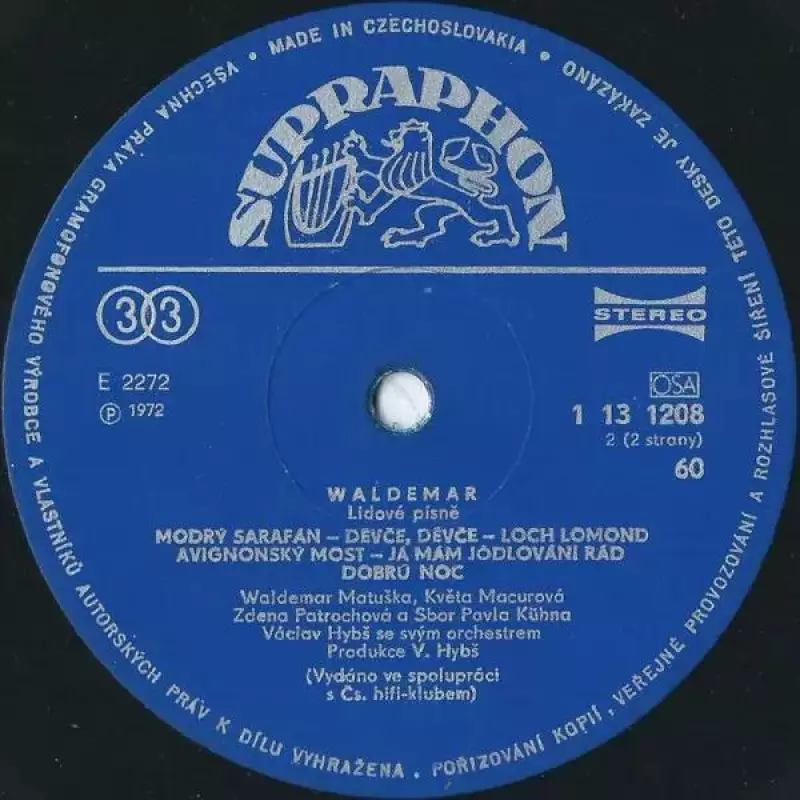 VŠECHNA PRÁVA GRAMOFONOVÉHO VÝROBCE A VLASTNÍKŮ AUTORSKÝCH PRÁV K DÍLU VYHRAŽENA. POŘIZOVÁNÍ KOPIÍ, VEŘEJNÉ PROVOZOVÁNÍ A ROZHLASOVÉ ŠÍŘENÍ TÉTO DESKY JE ZAKÁZÁNO
• MADE IN CZECHOSLOVAKIA •
SUPRAPHON
33
STEREO
E 2272
Ⓟ 1972
OSA
1 13 1208
2 (2 strany)
60
WALDEMAR
Lidové písně
MODRÝ SARAFÁN – DĚVČE, DĚVČE – LOCH LOMOND
AVIGNONSKÝ MOST – JÁ MÁM JÓDLOVÁNÍ RÁD
DOBRÚ NOC
Waldemar Matuška, Květa Macurová
Zdena Patrochová a Sbor Pavla Kühna
Václav Hybš se svým orchestrem
Produkce V. Hybš
(Vydáno ve spolupráci
s Čs. hifi-klubem)